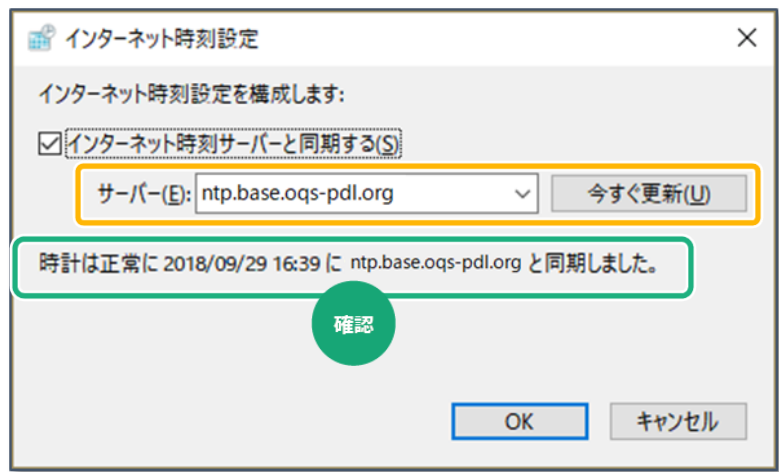 インターネット時刻設定
インターネット時刻設定を構成します:
インターネット時刻サーバーと同期する(S)
サーバー(E): ntp.base.oqs-pdl.org 今すぐ更新(U)
時計は正常に 2018/09/29 16:39 に ntp.base.oqs-pdl.org と同期しました。
確認
OK キャンセル